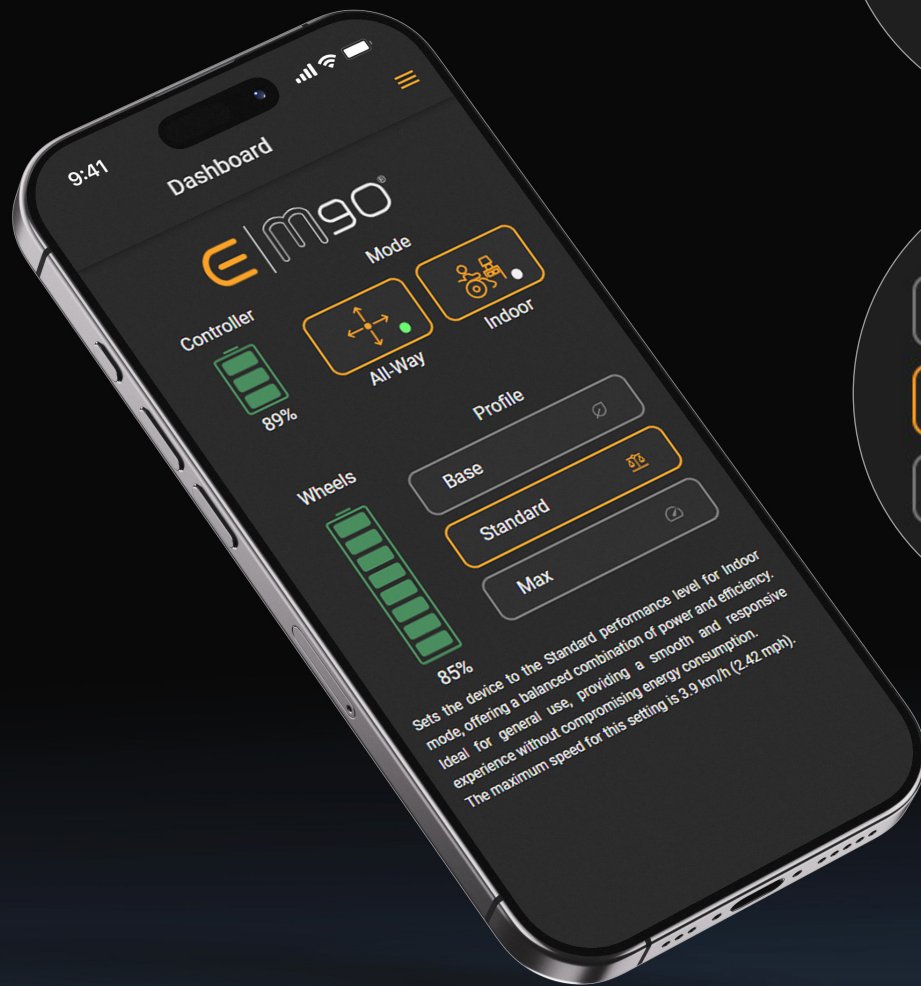 9:41
Dashboard
E|M90®
Mode
Controller
All-Way
Indoor
89%
Profile
Wheels
Base
Standard
Max
85%
Sets the device to the Standard performance level for Indoor
mode, offering a balanced combination of power and efficiency.
Ideal for general use, providing a smooth and responsive
experience without compromising energy consumption.
The maximum speed for this setting is 3.9 km/h (2.42 mph).